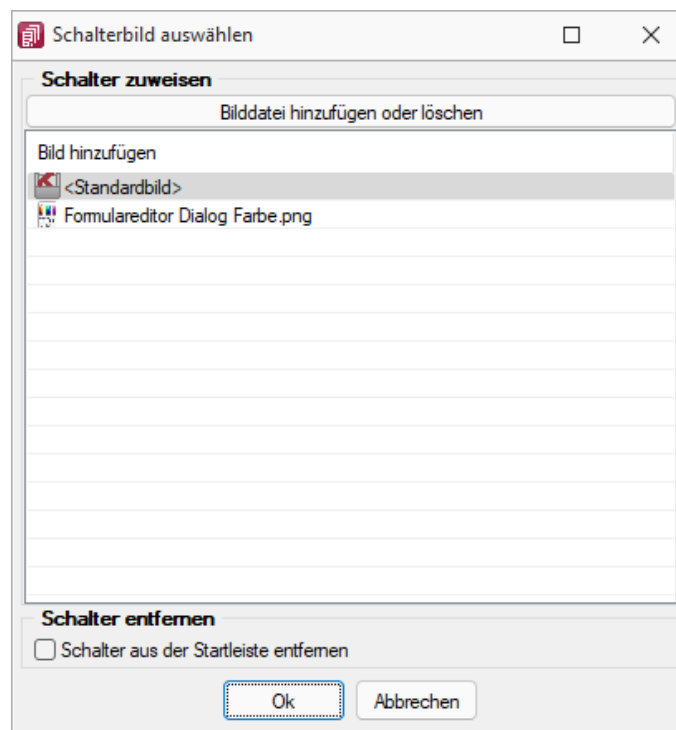 Schalterbild auswählen
Schalter zuweisen
Bilddatei hinzufügen oder löschen
Bild hinzufügen
<Standardbild>
Formulareditor Dialog Farbe.png
Schalter entfernen
Schalter aus der Startleiste entfernen
Ok
Abbrechen